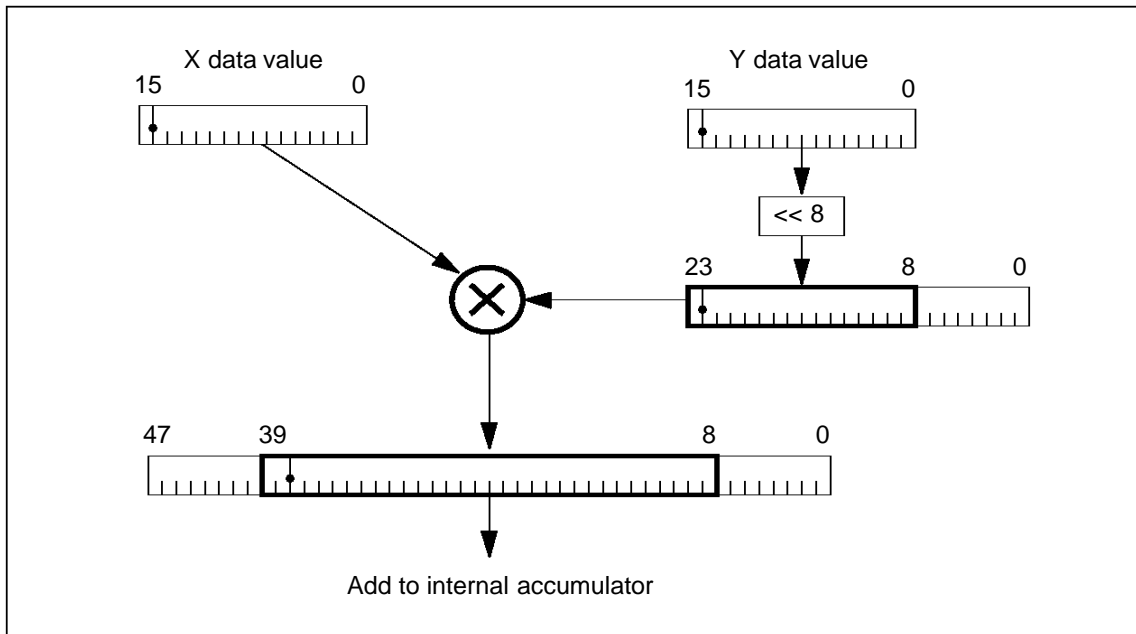 X data value
Y data value
15 0
15 0
<< 8
23 8 0
47 39 8 0
Add to internal accumulator